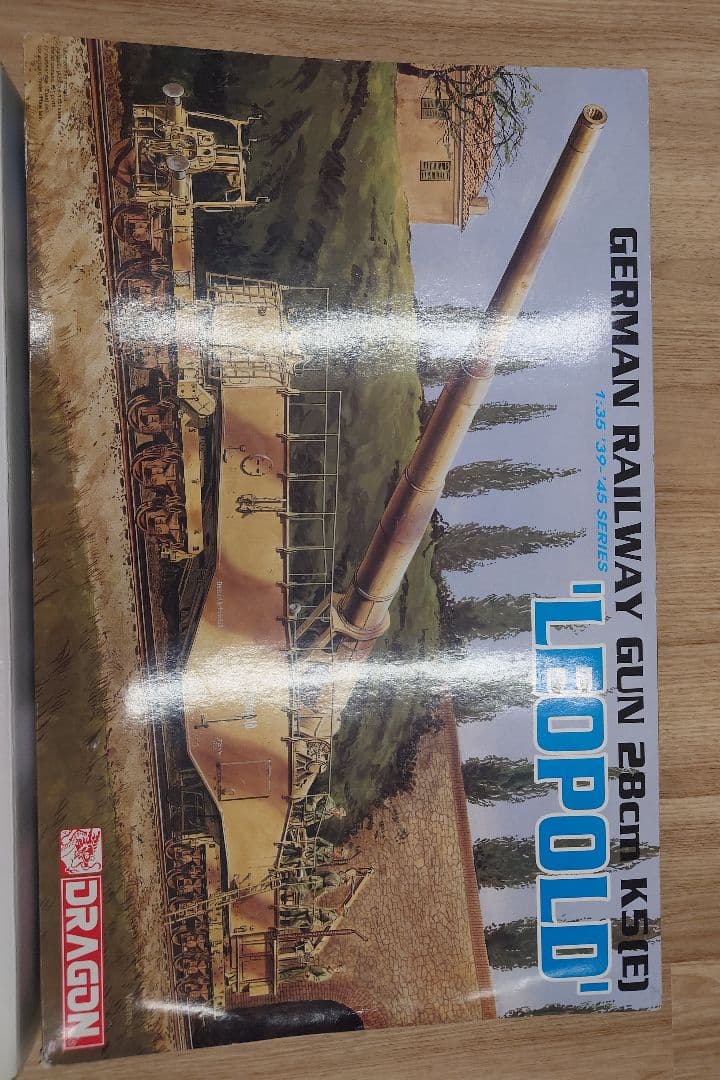 GERMAN RAILWAY GUN 28cm K5(E)
1:35 '39-'45 SERIES
'LEOPOLD'
DRAGON